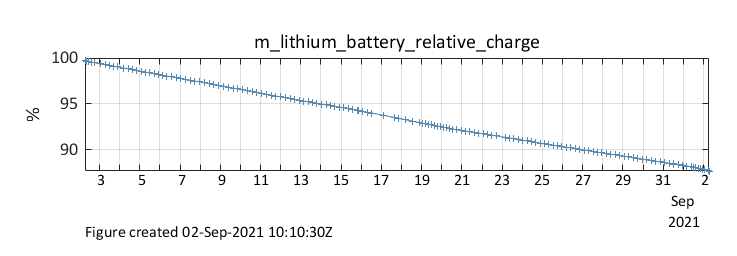 m_lithium_battery_relative_charge
100
95
90
%
3 5 7 9 11 13 15 17 19 21 23 25 27 29 31 2
Sep
2021
Figure created 02-Sep-2021 10:10:30Z